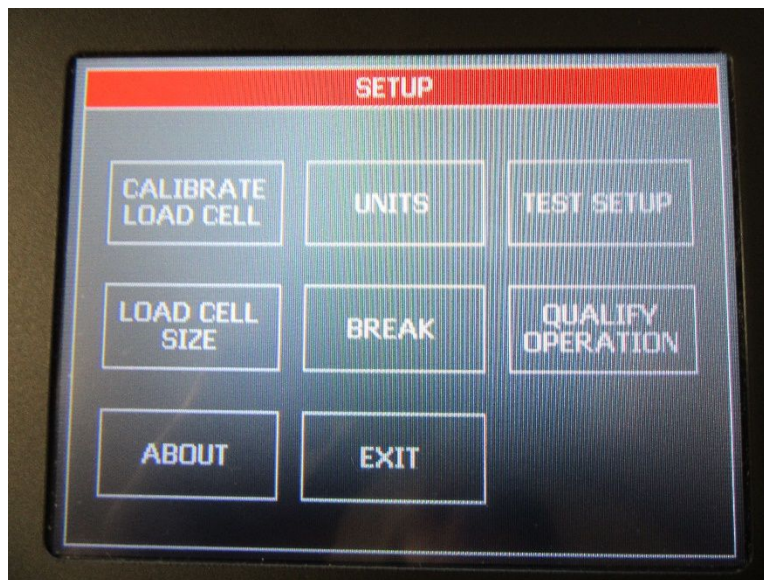 SETUP
CALIBRATE
LOAD CELL
UNITS
TEST SETUP
LOAD CELL
SIZE
BREAK
QUALIFY
OPERATION
ABOUT
EXIT